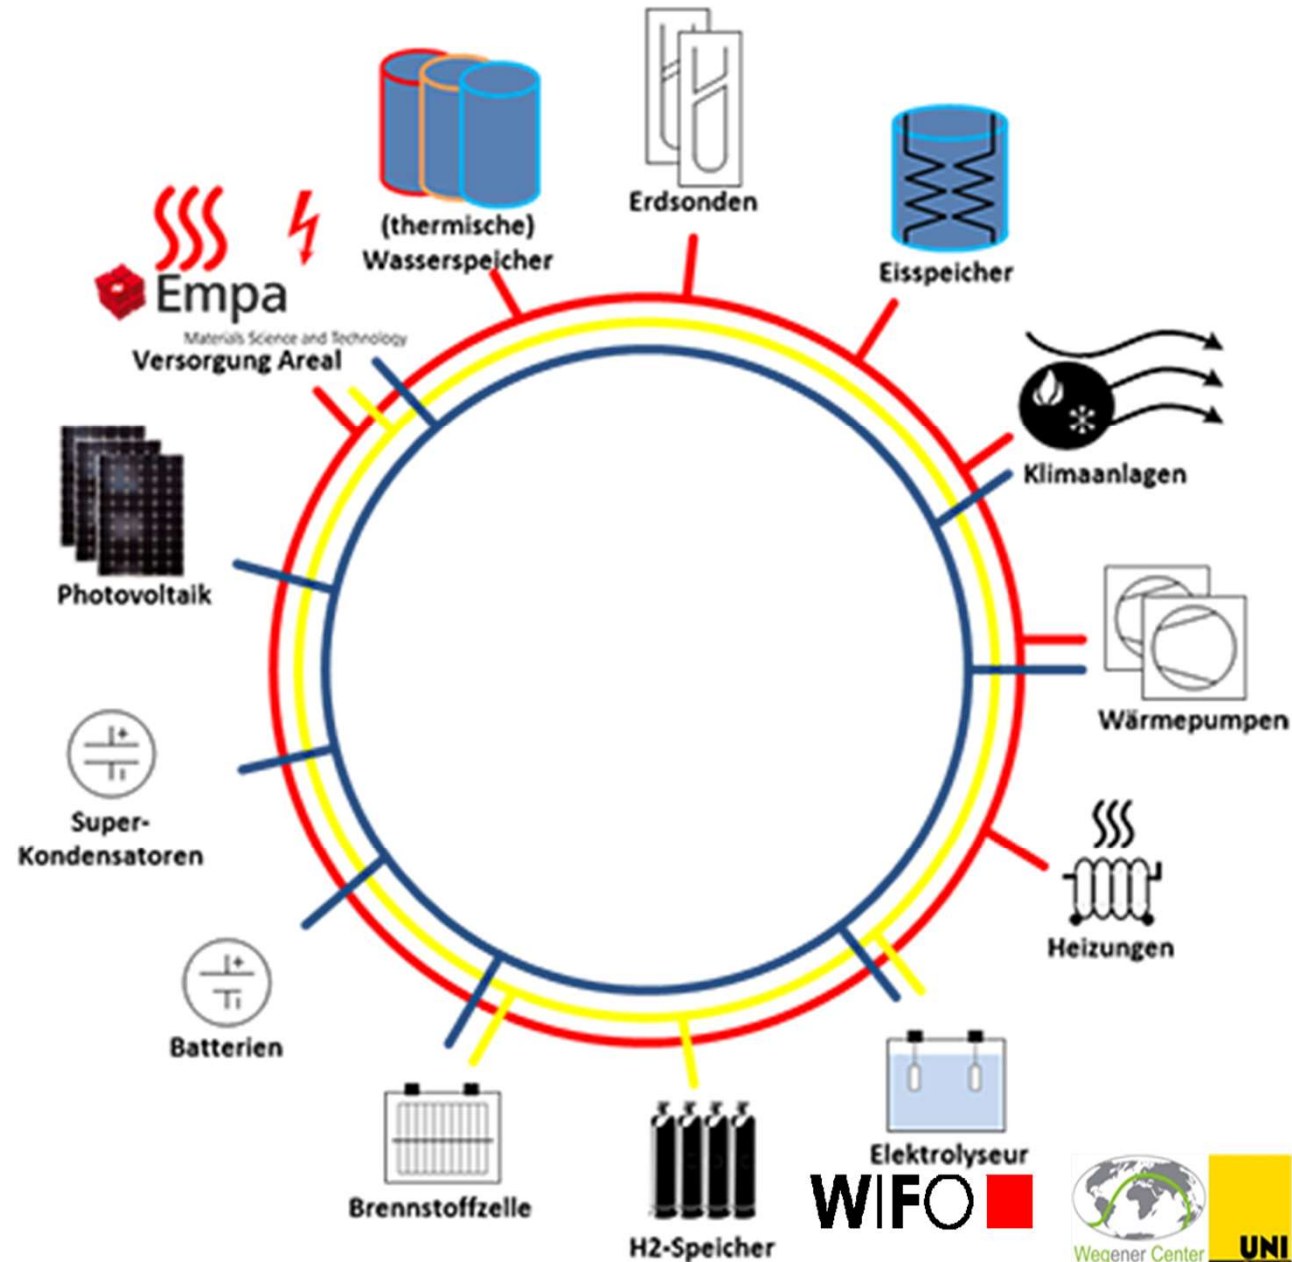 Erdsonden
(thermische)
Wasserspeicher
Eisspeicher
Empa
Materials Science and Technology
Versorgung Areal
Klimaanlagen
Photovoltaik
Wärmepumpen
Super-
Kondensatoren
Heizungen
Batterien
Elektrolyseur
Brennstoffzelle
H2-Speicher
WIFO
Wegener Center
UNI